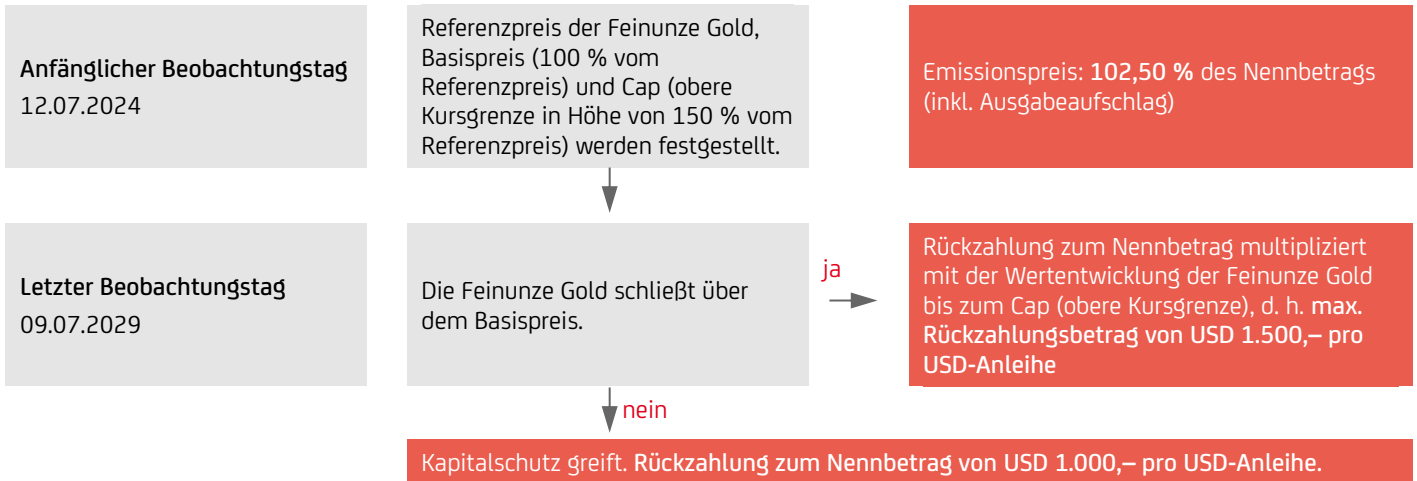 Anfänglicher Beobachtungstag
12.07.2024
Referenzpreis der Feinunze Gold,
Basispreis (100 % vom
Referenzpreis) und Cap (obere
Kursgrenze in Höhe von 150 % vom
Referenzpreis) werden festgestellt.
Emissionspreis: 102,50 % des Nennbetrags
(inkl. Ausgabeaufschlag)
Letzter Beobachtungstag
09.07.2029
Die Feinunze Gold schließt über
dem Basispreis.
ja
Rückzahlung zum Nennbetrag multipliziert
mit der Wertentwicklung der Feinunze Gold
bis zum Cap (obere Kursgrenze), d. h. max.
Rückzahlungsbetrag von USD 1.500,– pro
USD-Anleihe
nein
Kapitalschutz greift. Rückzahlung zum Nennbetrag von USD 1.000,– pro USD-Anleihe.